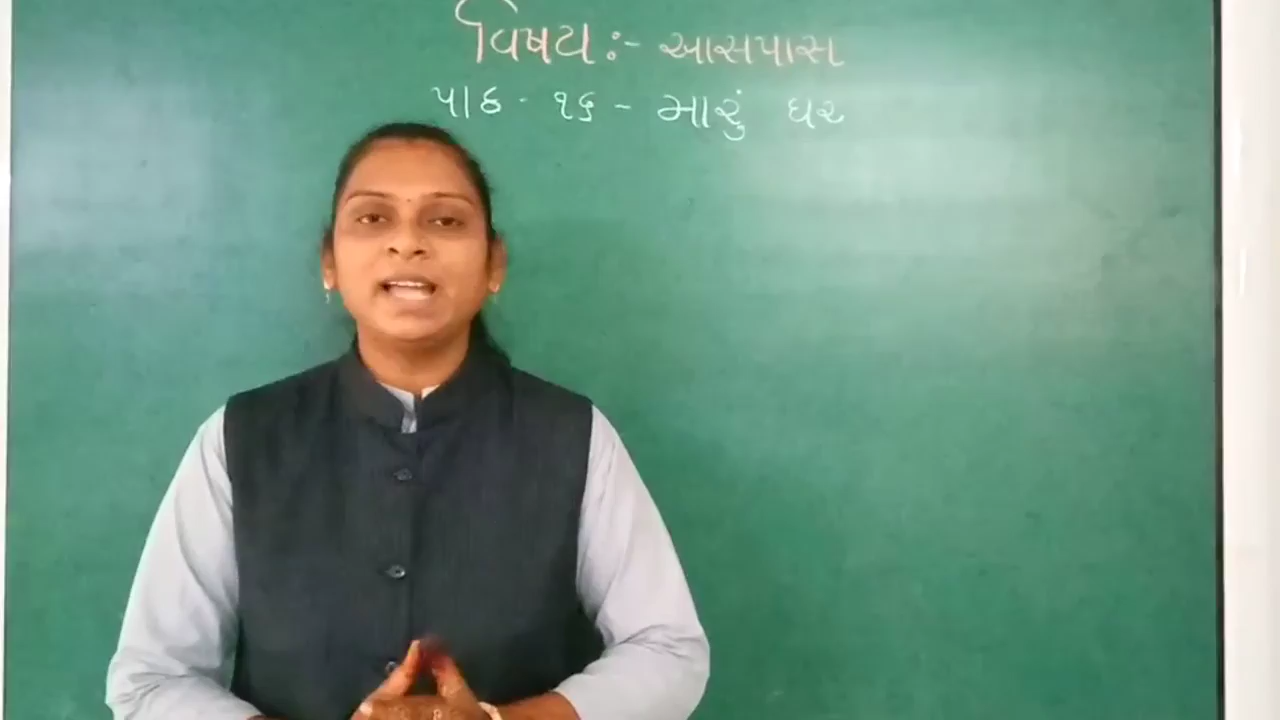 વિષય :- આસપાસ
પાઠ - ૧૬ - મારું ઘર